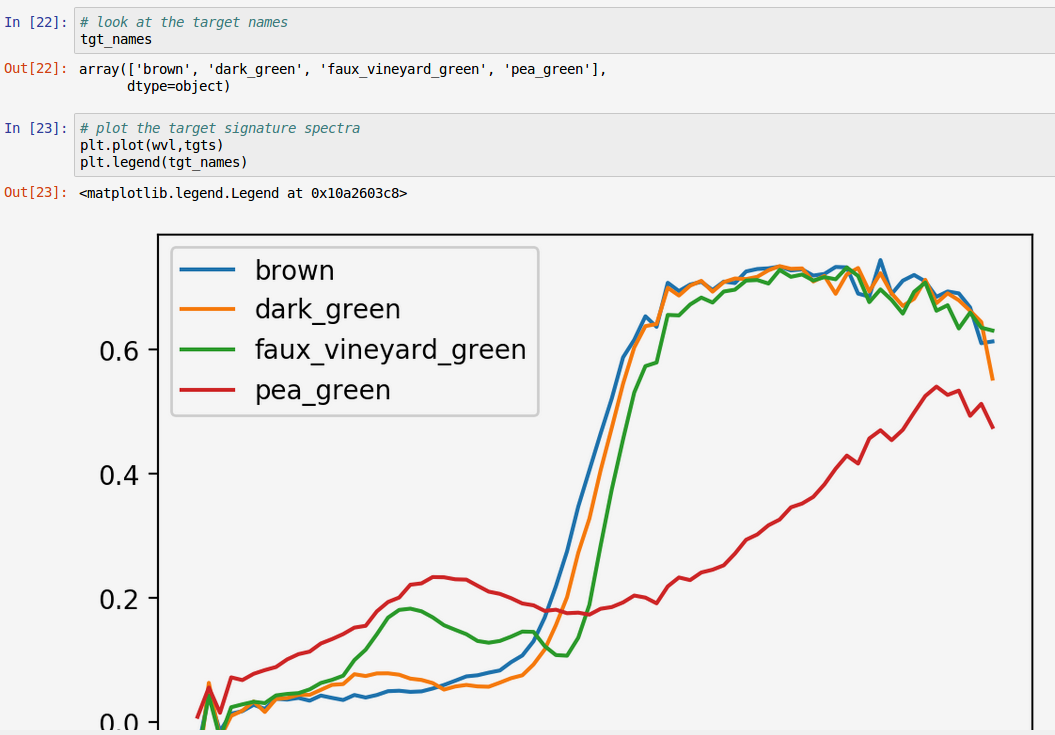 In [22]: # look at the target names
tgt_names
Out[22]: array(['brown', 'dark_green', 'faux_vineyard_green', 'pea_green'],
dtype=object)
In [23]: # plot the target signature spectra
plt.plot(wvl,tgts)
plt.legend(tgt_names)
Out[23]: <matplotlib.legend.Legend at 0x10a2603c8>
brown
dark_green
faux_vineyard_green
pea_green
0.6
0.4
0.2
0.0